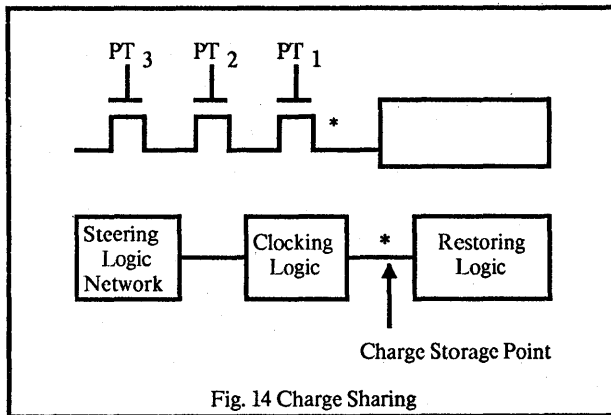 PT 3 PT 2 PT 1
*
Steering
Logic
Network
Clocking
Logic
*
Restoring
Logic
Charge Storage Point
Fig. 14 Charge Sharing